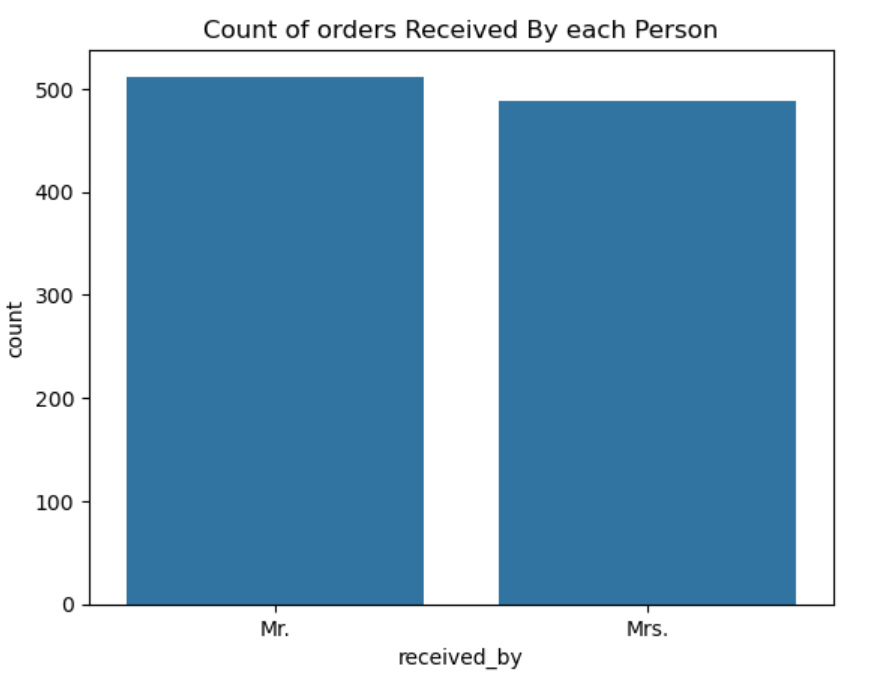 Count of orders Received By each Person
count
500
400
300
200
100
0
Mr.
Mrs.
received_by